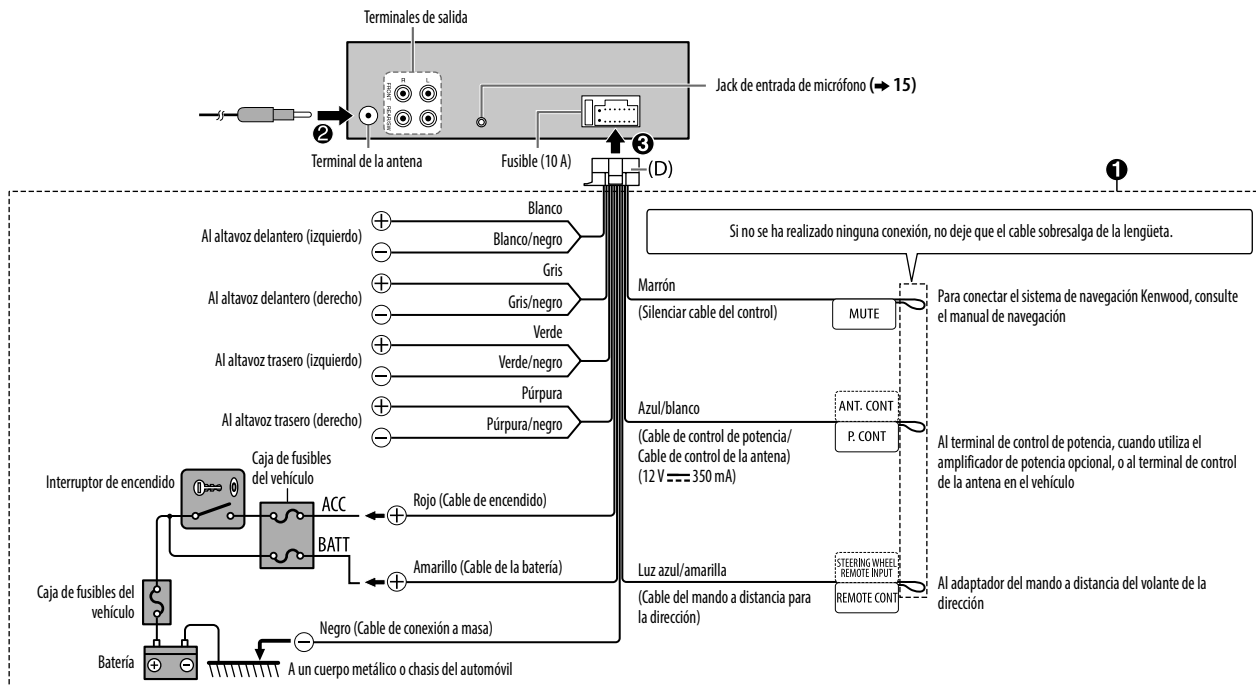 Terminales de salida
R L
FRONT
REAR/SW
Jack de entrada de micrófono (➜ 15)
2
Terminal de la antena
Fusible (10 A)
3
(D)
1
Al altavoz delantero (izquierdo)
Blanco
Blanco/negro
Al altavoz delantero (derecho)
Gris
Gris/negro
Al altavoz trasero (izquierdo)
Verde
Verde/negro
Al altavoz trasero (derecho)
Púrpura
Púrpura/negro
Si no se ha realizado ninguna conexión, no deje que el cable sobresalga de la lengüeta.
Marrón
(Silenciar cable del control)
MUTE
Para conectar el sistema de navegación Kenwood, consulte
el manual de navegación
Azul/blanco
(Cable de control de potencia/
Cable de control de la antena)
(12 V ⎓ 350 mA)
ANT. CONT
P. CONT
Al terminal de control de potencia, cuando utiliza el
amplificador de potencia opcional, o al terminal de control
de la antena en el vehículo
Luz azul/amarilla
(Cable del mando a distancia para
la dirección)
STEERING WHEEL
REMOTE INPUT
REMOTE CONT
Al adaptador del mando a distancia del volante de la
dirección
Interruptor de encendido
Caja de fusibles
del vehículo
ACC
Rojo (Cable de encendido)
BATT
Amarillo (Cable de la batería)
Caja de fusibles del
vehículo
Negro (Cable de conexión a masa)
Batería
A un cuerpo metálico o chasis del automóvil